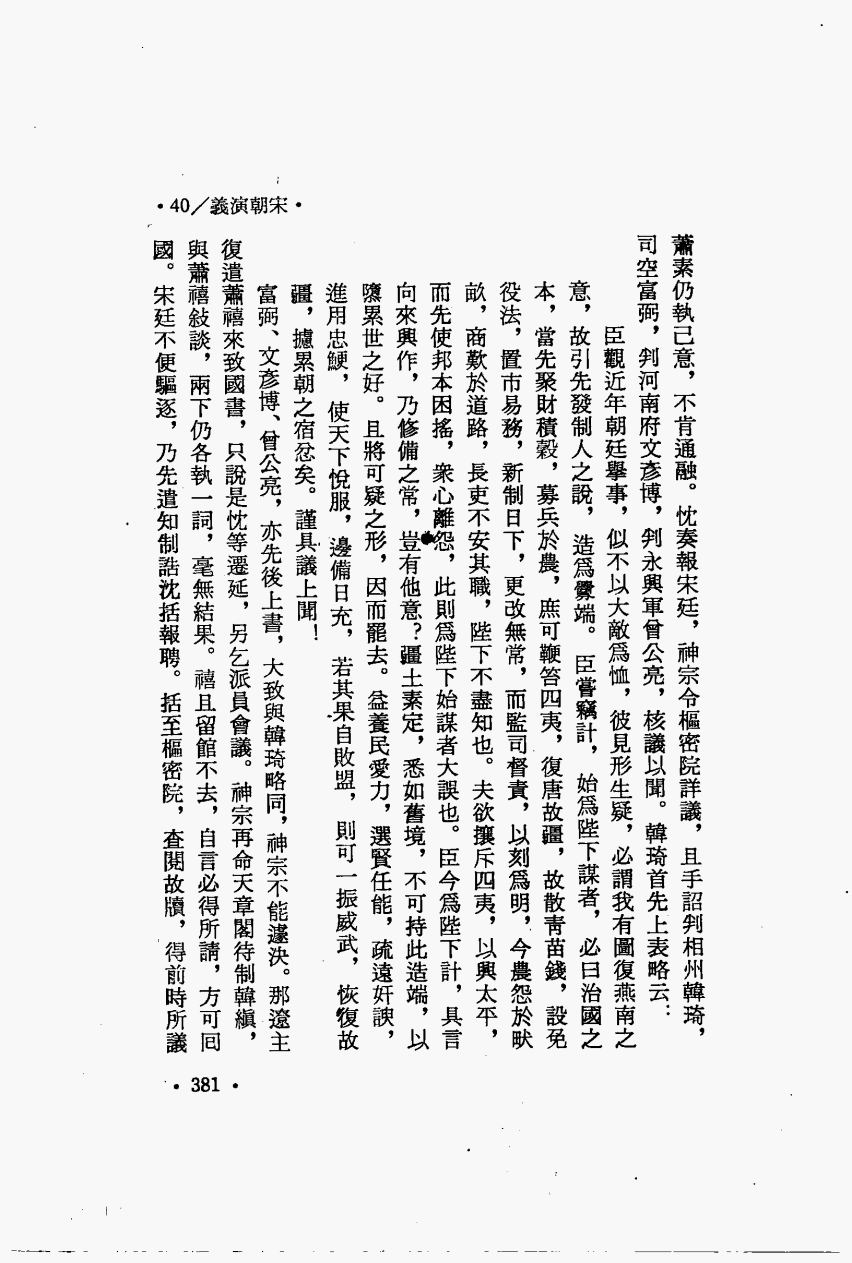 •40/義演朝宋•
蕭素仍執己意，不肯通融。忱奏報宋廷，神宗令樞密院詳議，且手詔判相州韓琦，
司空富弼，判河南府文彥博，判永興軍曾公亮，核議以聞。韓琦首先上表略云：
臣觀近年朝廷舉事，似不以大敵爲恤，彼見形生疑，必謂我有圖復燕南之
意，故引先發制人之說，造爲釁端。臣嘗竊計，始爲陛下謀者，必曰治國之
本，當先聚財積穀，募兵於農，庶可鞭笞四夷，復唐故疆，故散靑苗錢，設免
役法，置市易務，新制日下，更改無常，而監司督責，以刻爲明，今農怨於畎
畝，商歎於道路，長吏不安其職，陛下不盡知也。夫欲攘斥四夷，以興太平，
而先使邦本困搖，衆心離怨，此則爲陛下始謀者大誤也。臣今爲陛下計，具言
向來興作，乃修備之常，豈有他意？疆土素定，悉如舊境，不可持此造端，以
隳累世之好。且將可疑之形，因而罷去。益養民愛力，選賢任能，疏遠奸諛，
進用忠鯁，使天下悅服，邊備日充，若其果自敗盟，則可一振威武，恢復故
疆，攄累朝之宿忿矣。謹具議上聞！
富弼、文彥博、曾公亮，亦先後上書，大致與韓琦略同，神宗不能遽決。那遼主
復遣蕭禧來致國書，只說是忱等遷延，另乞派員會議。神宗再命天章閣待制韓縝，
與蕭禧敍談，兩下仍各執一詞，毫無結果。禧且留館不去，自言必得所請，方可囘
國。宋廷不便驅逐，乃先遣知制誥沈括報聘。括至樞密院，查閱故牘，得前時所議
•381•